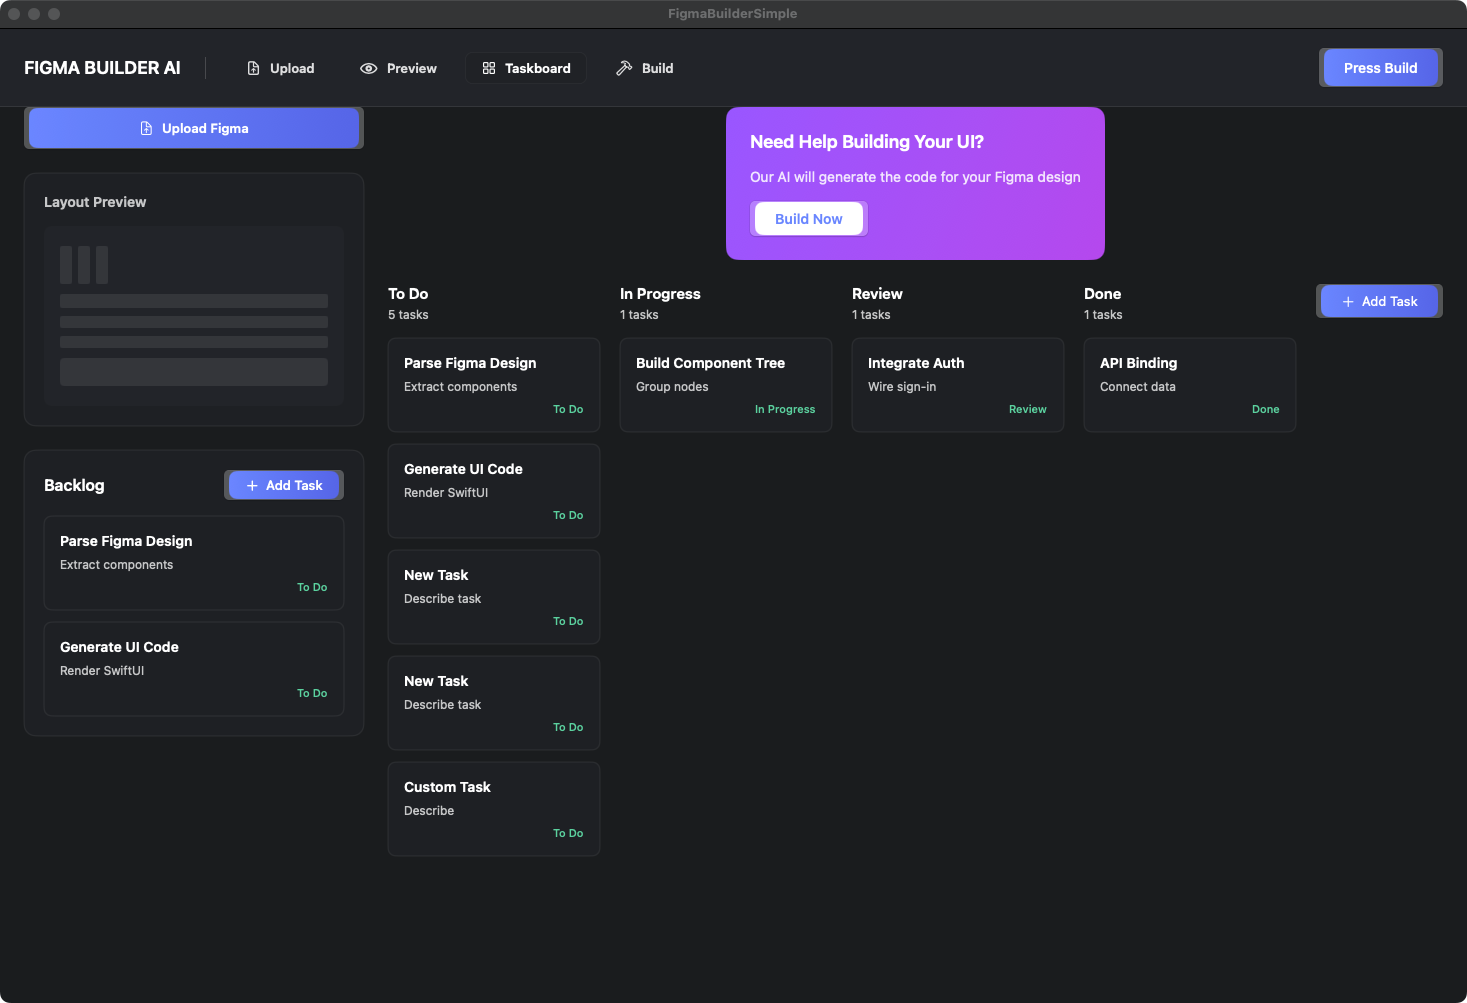 FigmaBuilderSimple
FIGMA BUILDER AI
Upload
Preview
Taskboard
Build
Press Build
Upload Figma
Layout Preview
Backlog
Add Task
Parse Figma Design
Extract components
To Do
Generate UI Code
Render SwiftUI
To Do
Need Help Building Your UI?
Our AI will generate the code for your Figma design
Build Now
To Do
5 tasks
Parse Figma Design
Extract components
To Do
Generate UI Code
Render SwiftUI
To Do
New Task
Describe task
To Do
New Task
Describe task
To Do
Custom Task
Describe
To Do
In Progress
1 tasks
Build Component Tree
Group nodes
In Progress
Review
1 tasks
Integrate Auth
Wire sign-in
Review
Done
1 tasks
API Binding
Connect data
Done
Add Task